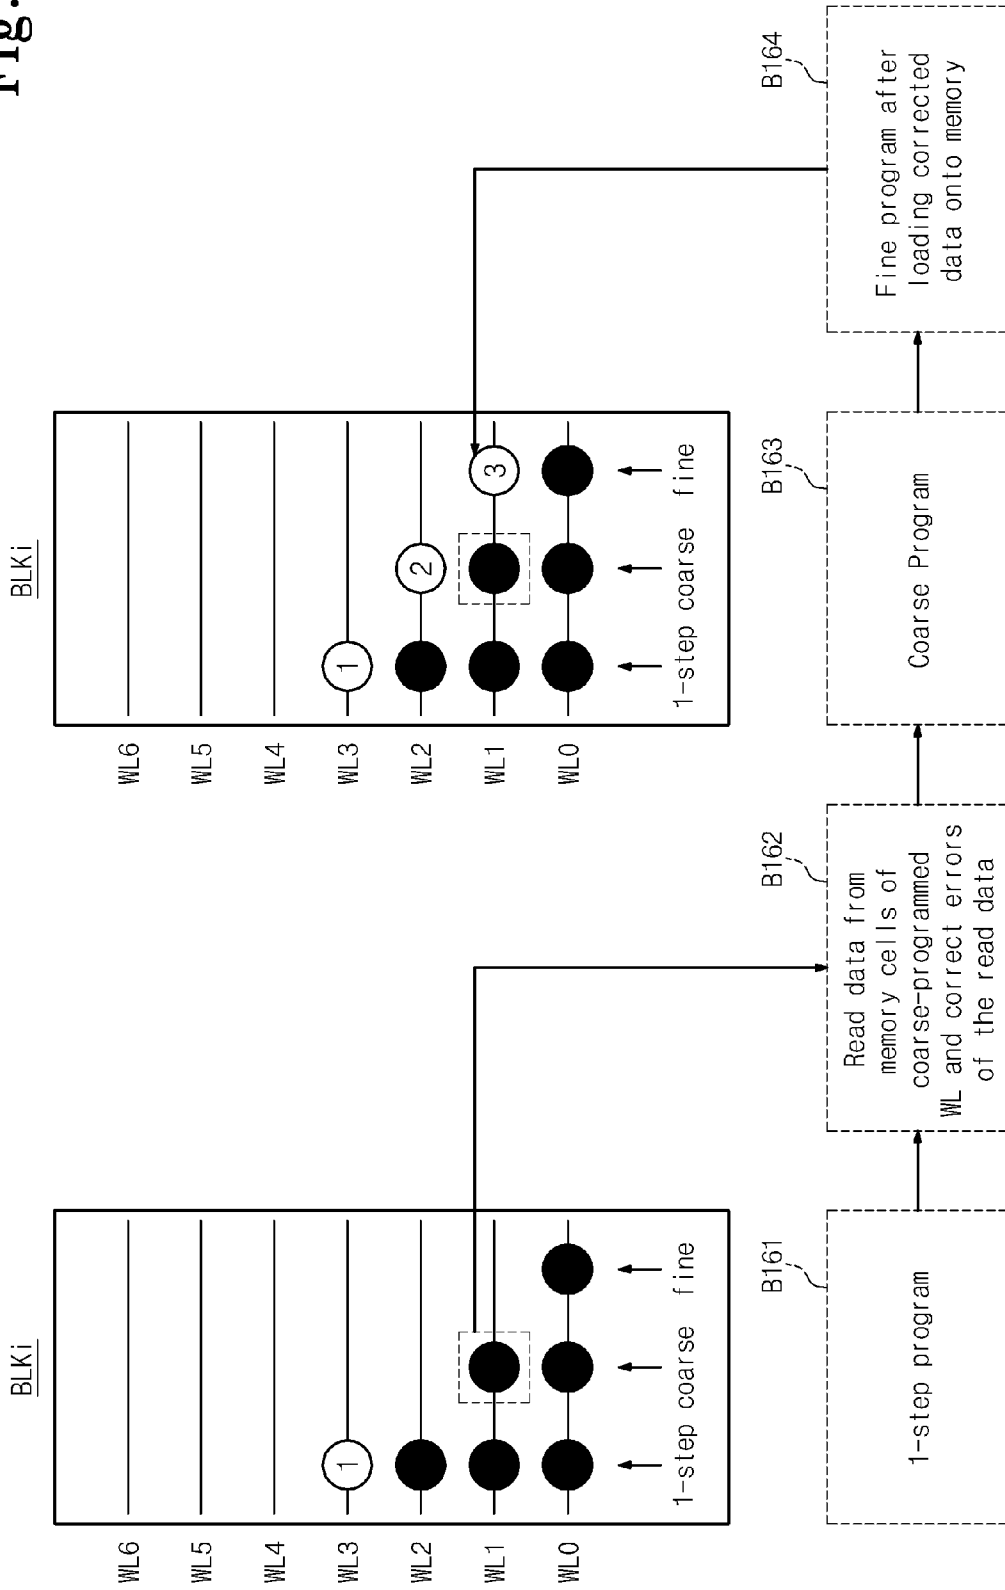 Fig.
BLKi
WL6
WL5
WL4
WL3
WL2
WL1
WL0
1
1-step coarse fine
BLKi
WL6
WL5
WL4
WL3
WL2
WL1
WL0
1
2
3
1-step coarse fine
B161
1-step program
B162
Read data from
memory cells of
coarse-programmed
WL and correct errors
of the read data
B163
Coarse Program
B164
Fine program after
loading corrected
data onto memory